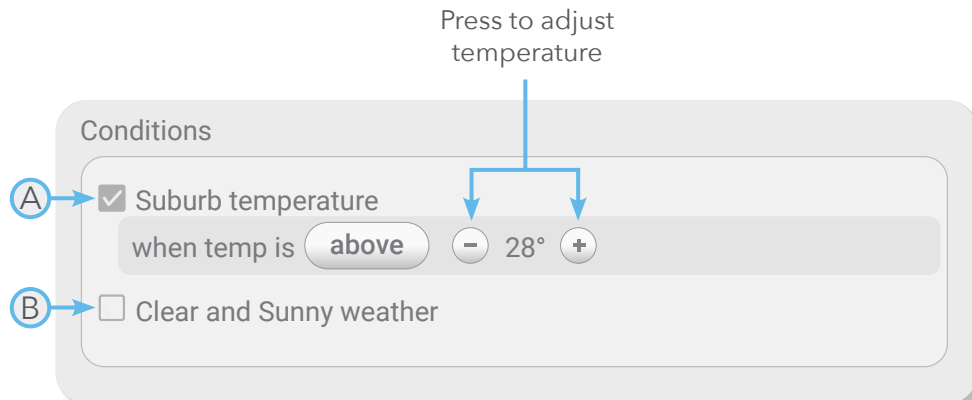 Press to adjust
temperature
Conditions
A
Suburb temperature
when temp is above - 28° +
B
Clear and Sunny weather